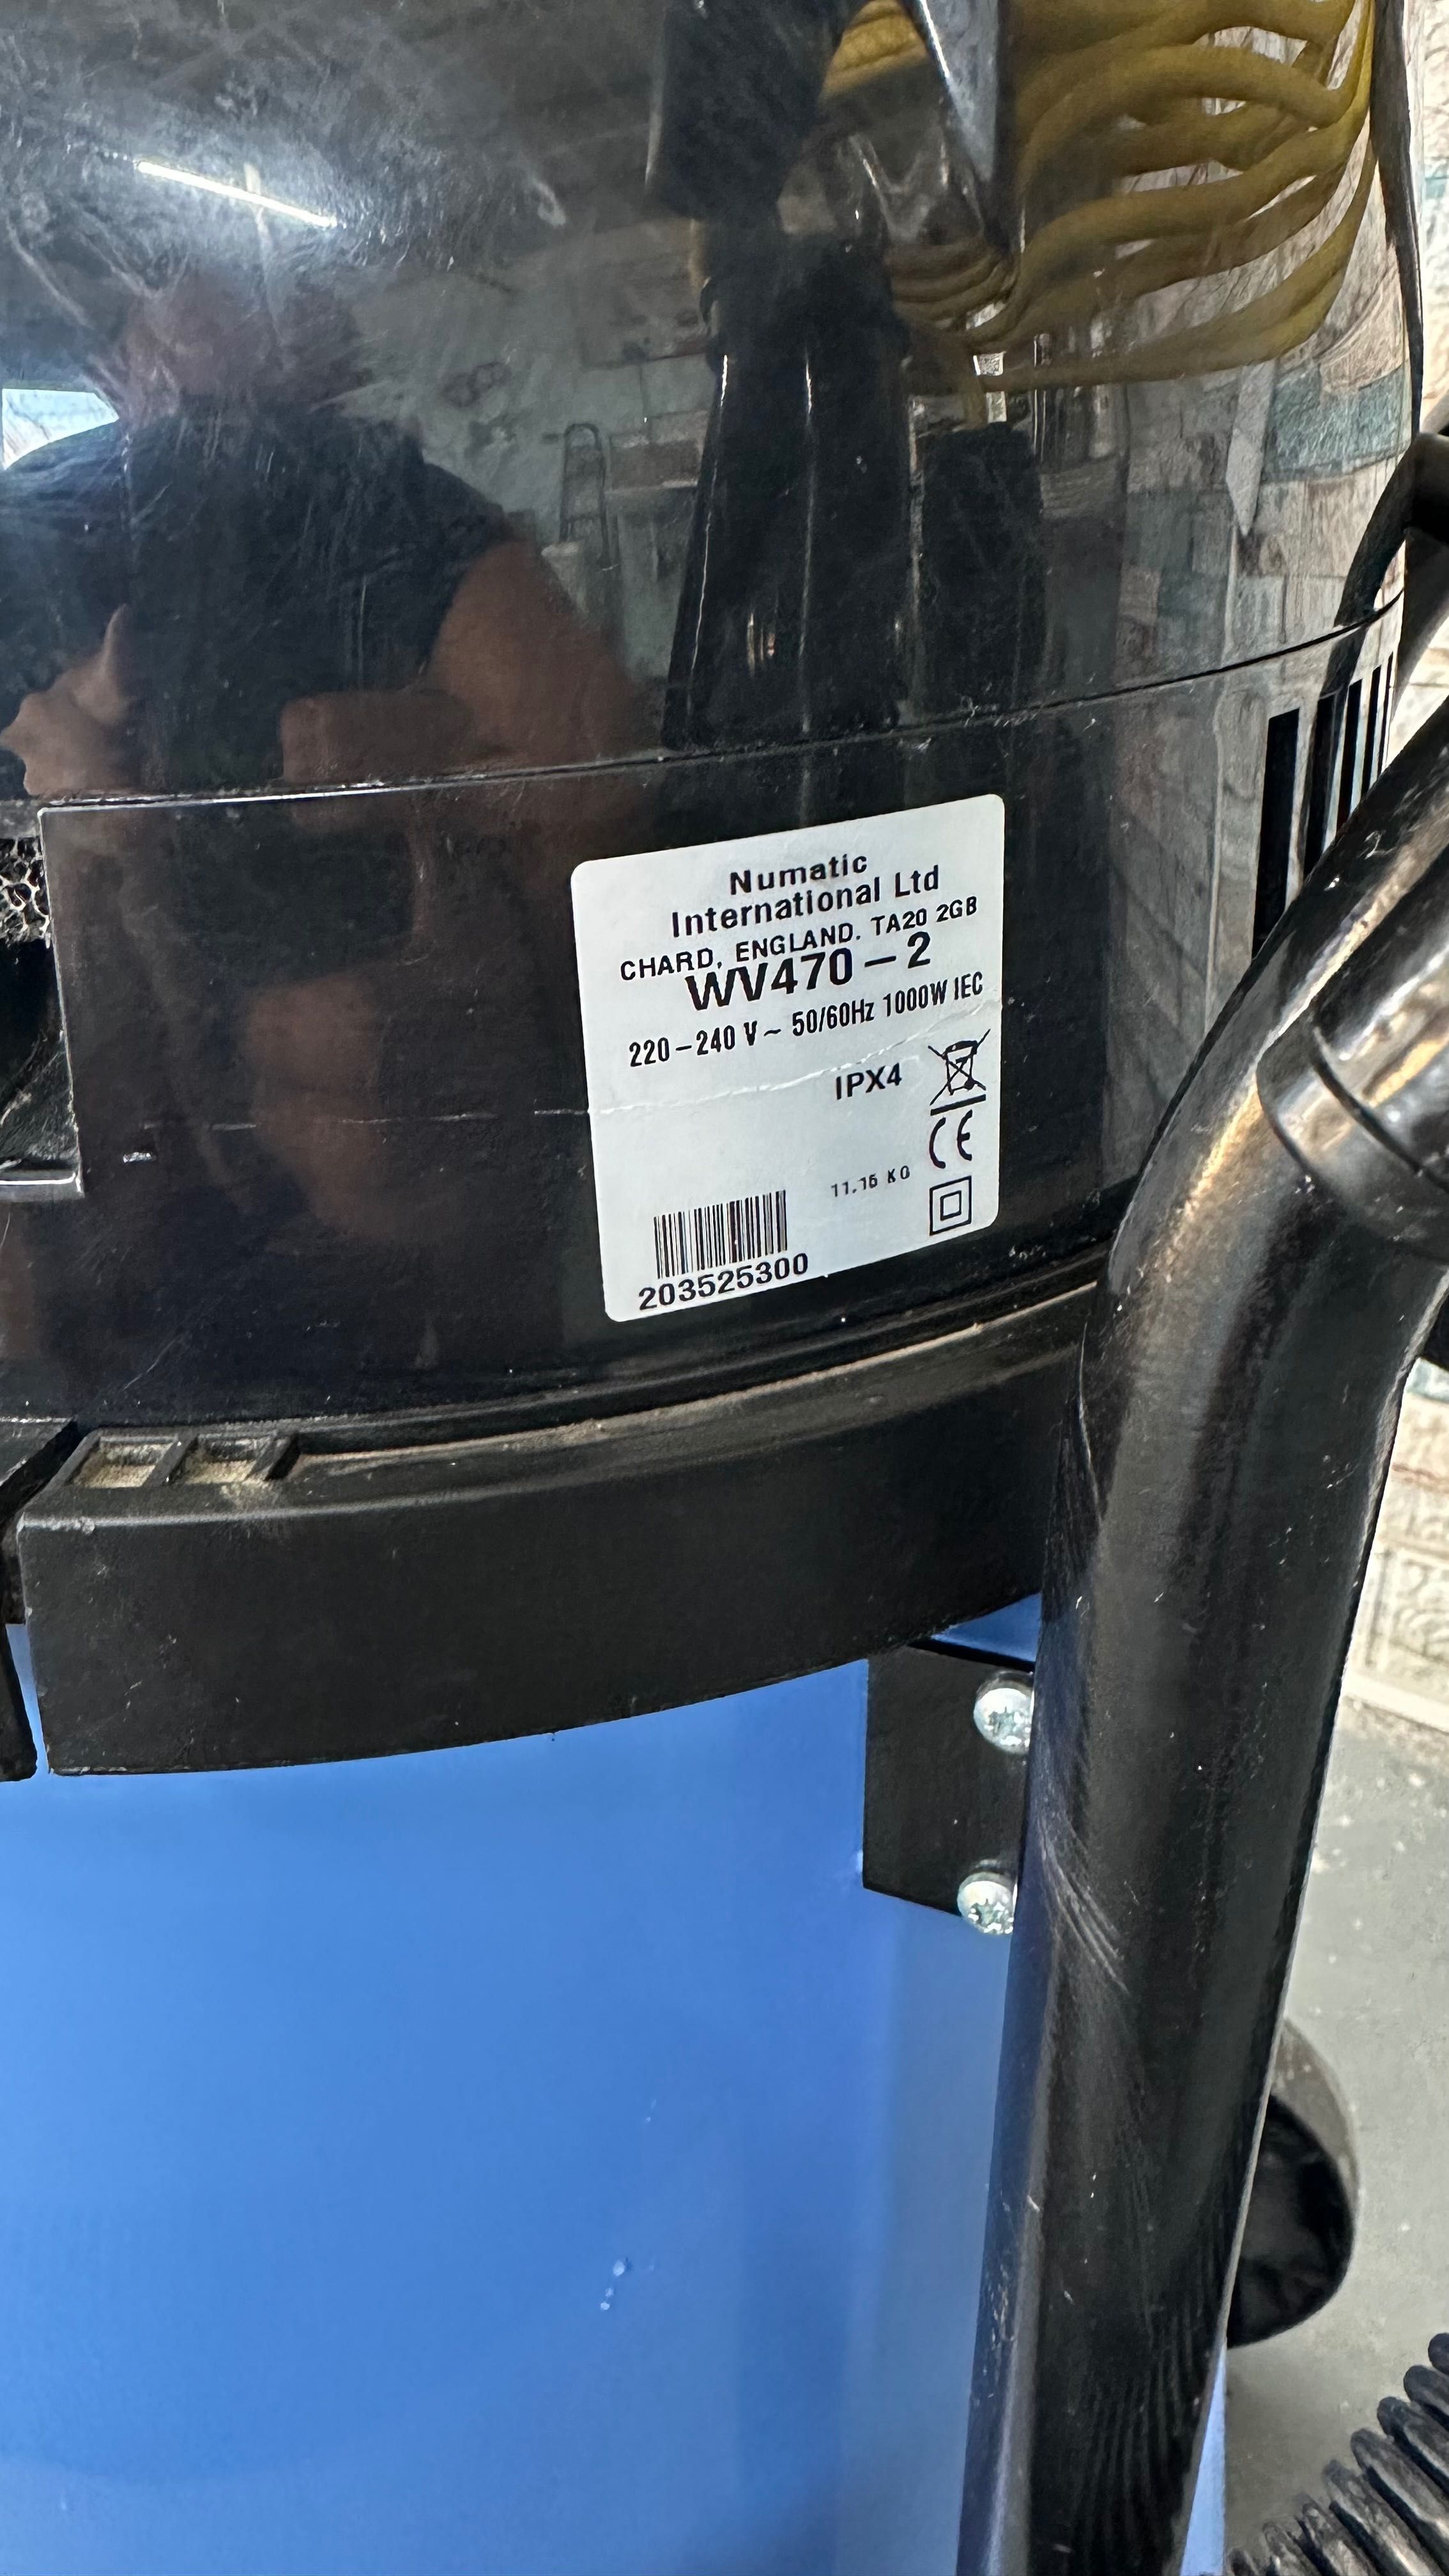 Numatic
International Ltd
CHARD, ENGLAND. TA20 2GB
WV470-2
220-240 V ~ 50/60Hz 1000W IEC
IPX4
CE
11.16 KG
203525300